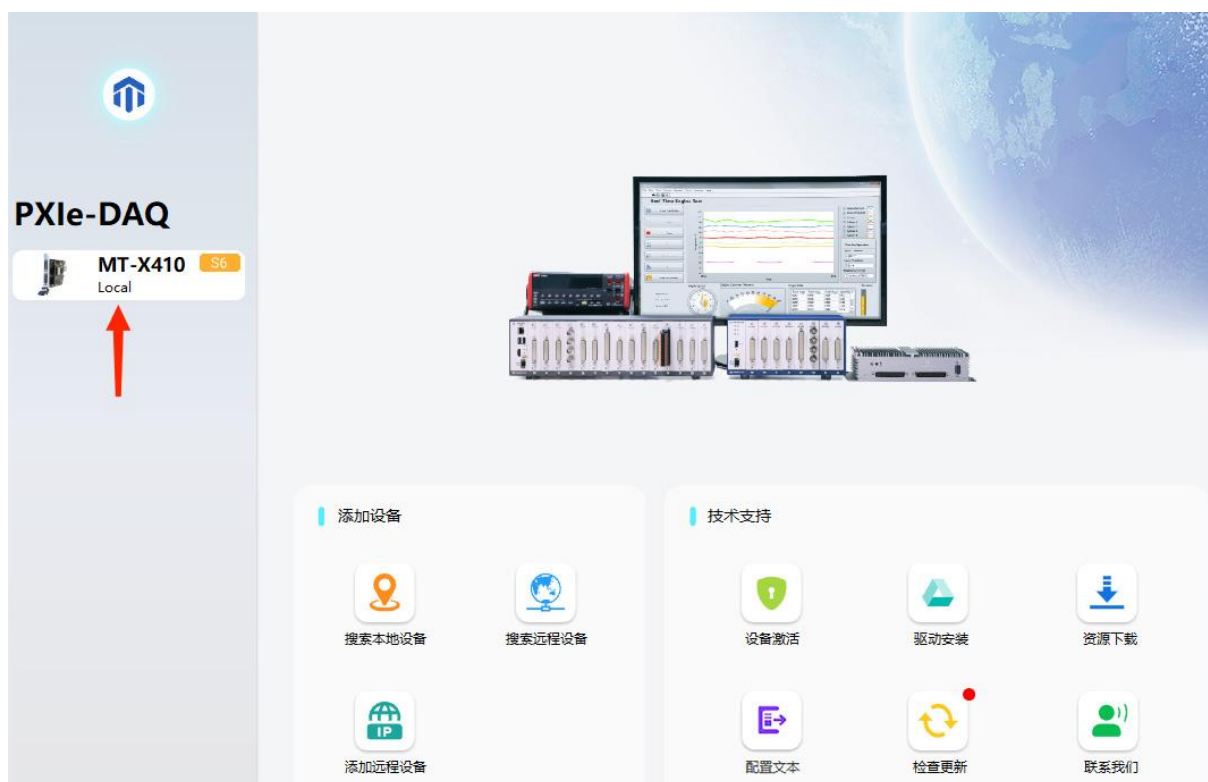 PXIe-DAQ
MT-X410 S6
Local
添加设备
搜索本地设备 搜索远程设备
添加远程设备
技术支持
设备激活 驱动安装 资源下载
配置文本 检查更新 联系我们
IP